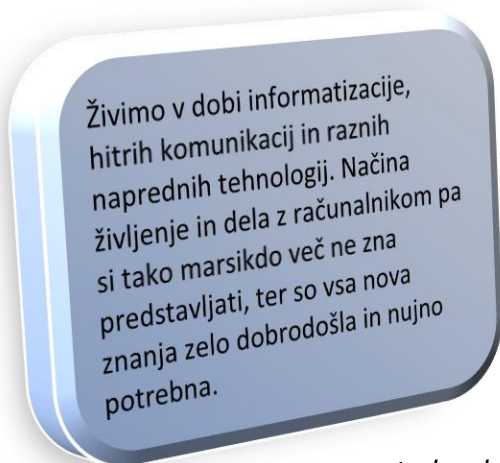 Živimo v dobi informatizacije,
hitrih komunikacij in raznih
naprednih tehnologij. Načina
življenje in dela z računalnikom pa
si tako marsikdo več ne zna
predstavljati, ter so vsa nova
znanja zelo dobrodošla in nujno
potrebna.